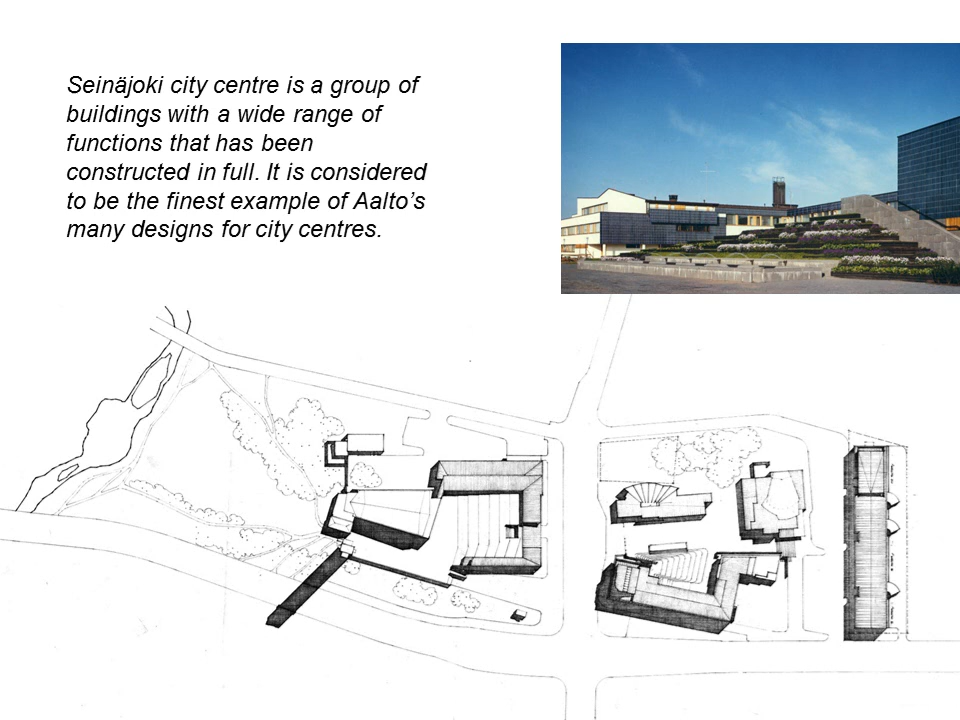 Seinäjoki city centre is a group of
buildings with a wide range of
functions that has been
constructed in full. It is considered
to be the finest example of Aalto’s
many designs for city centres.